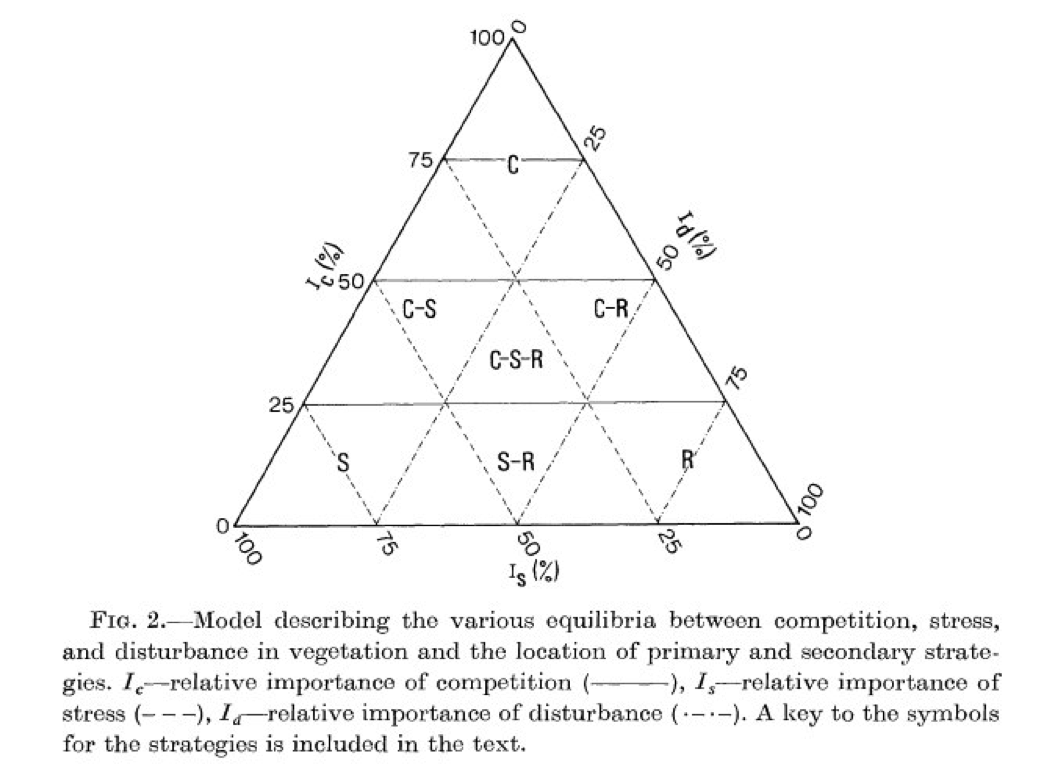 100 0
75 C 25
I_c (%) I_d (%)
50 50
C-S C-R
C-S-R
25 75
S S-R R
0 100
100 75 50 25 0
I_s (%)
FIG. 2.—Model describing the various equilibria between competition, stress,
and disturbance in vegetation and the location of primary and secondary strate-
gies. I_c—relative importance of competition (———), I_s—relative importance of
stress (– – –), I_d—relative importance of disturbance (·–·–). A key to the symbols
for the strategies is included in the text.